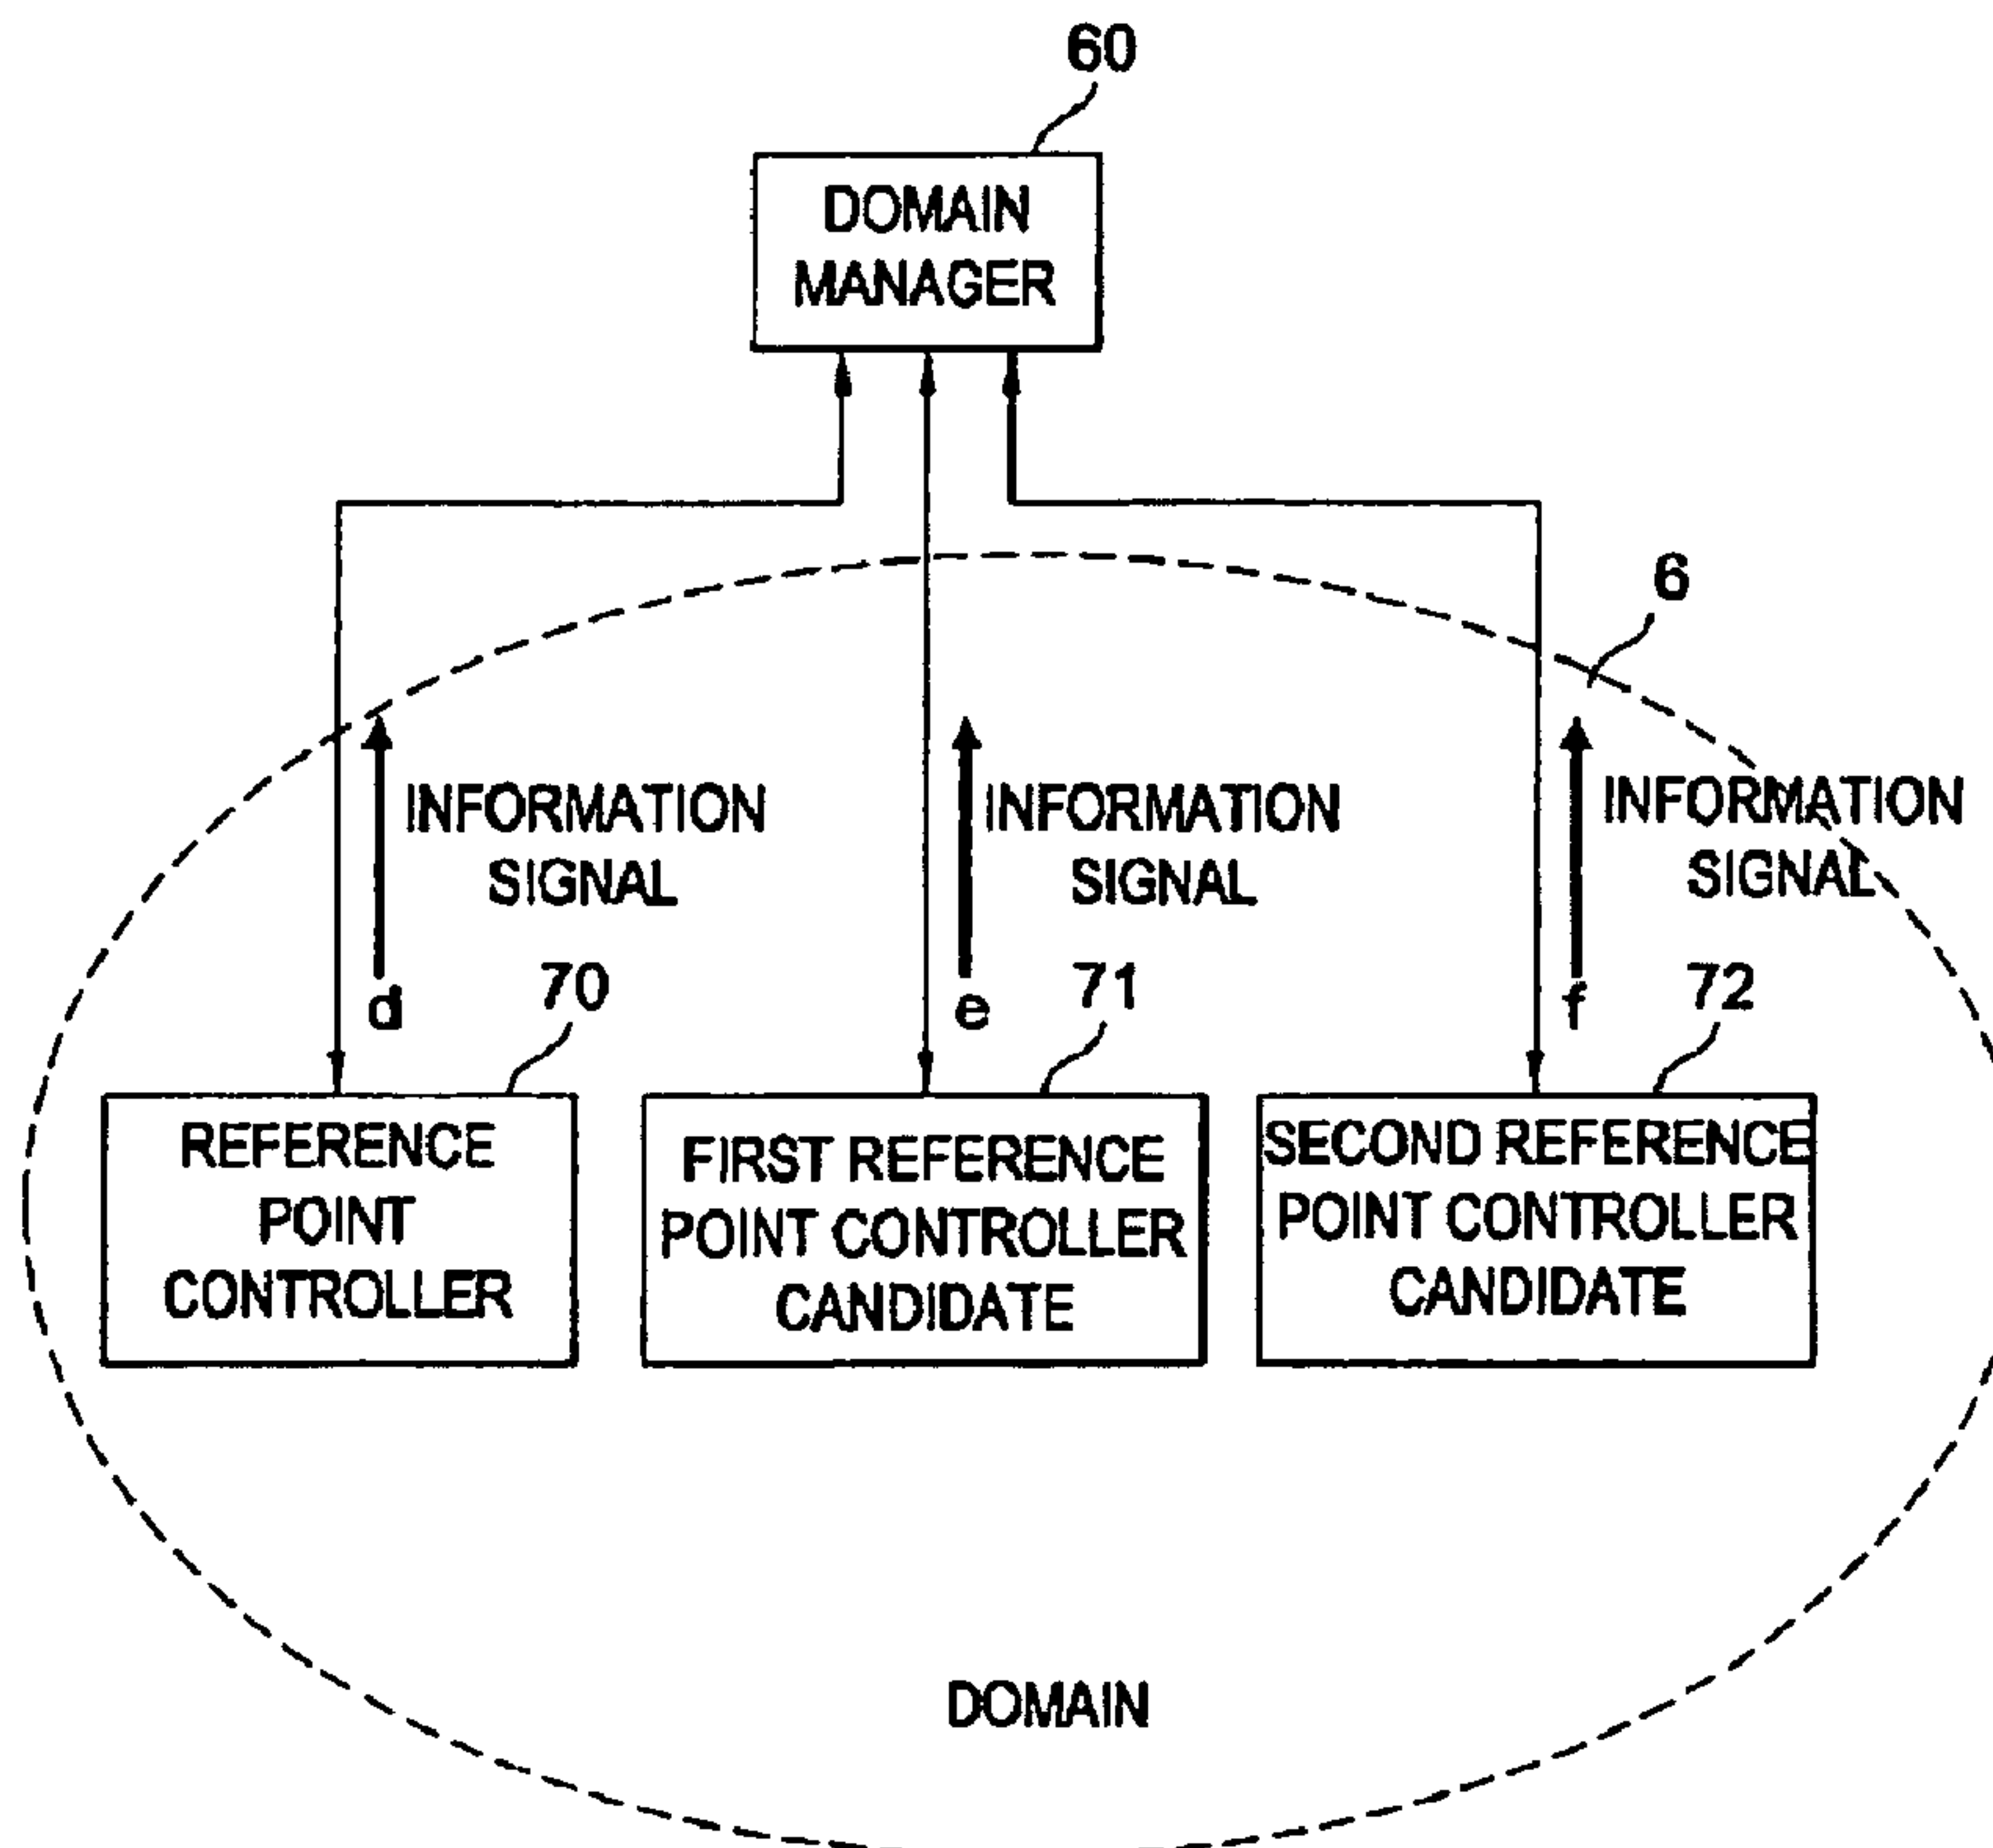 60
DOMAIN
MANAGER
6
INFORMATION
SIGNAL
INFORMATION
SIGNAL
INFORMATION
SIGNAL
d
70
e
71
f
72
REFERENCE
POINT
CONTROLLER
FIRST REFERENCE
POINT CONTROLLER
CANDIDATE
SECOND REFERENCE
POINT CONTROLLER
CANDIDATE
DOMAIN